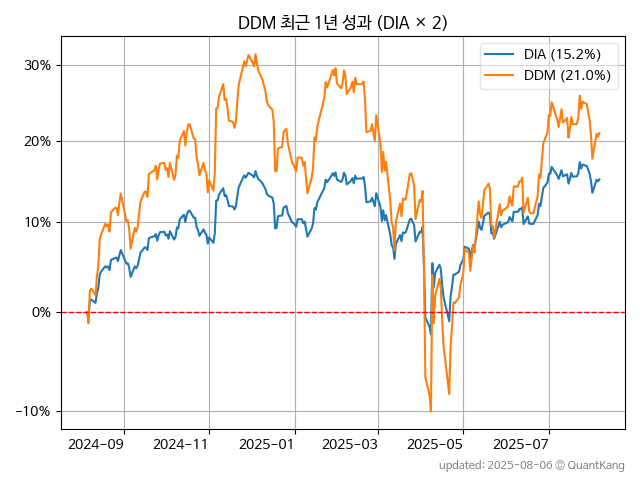 DDM 최근 1년 성과 (DIA × 2)
DIA (15.2%)
DDM (21.0%)
30%
20%
10%
0%
−10%
2024-09
2024-11
2025-01
2025-03
2025-05
2025-07
updated: 2025-08-06 ⓒ QuantKang